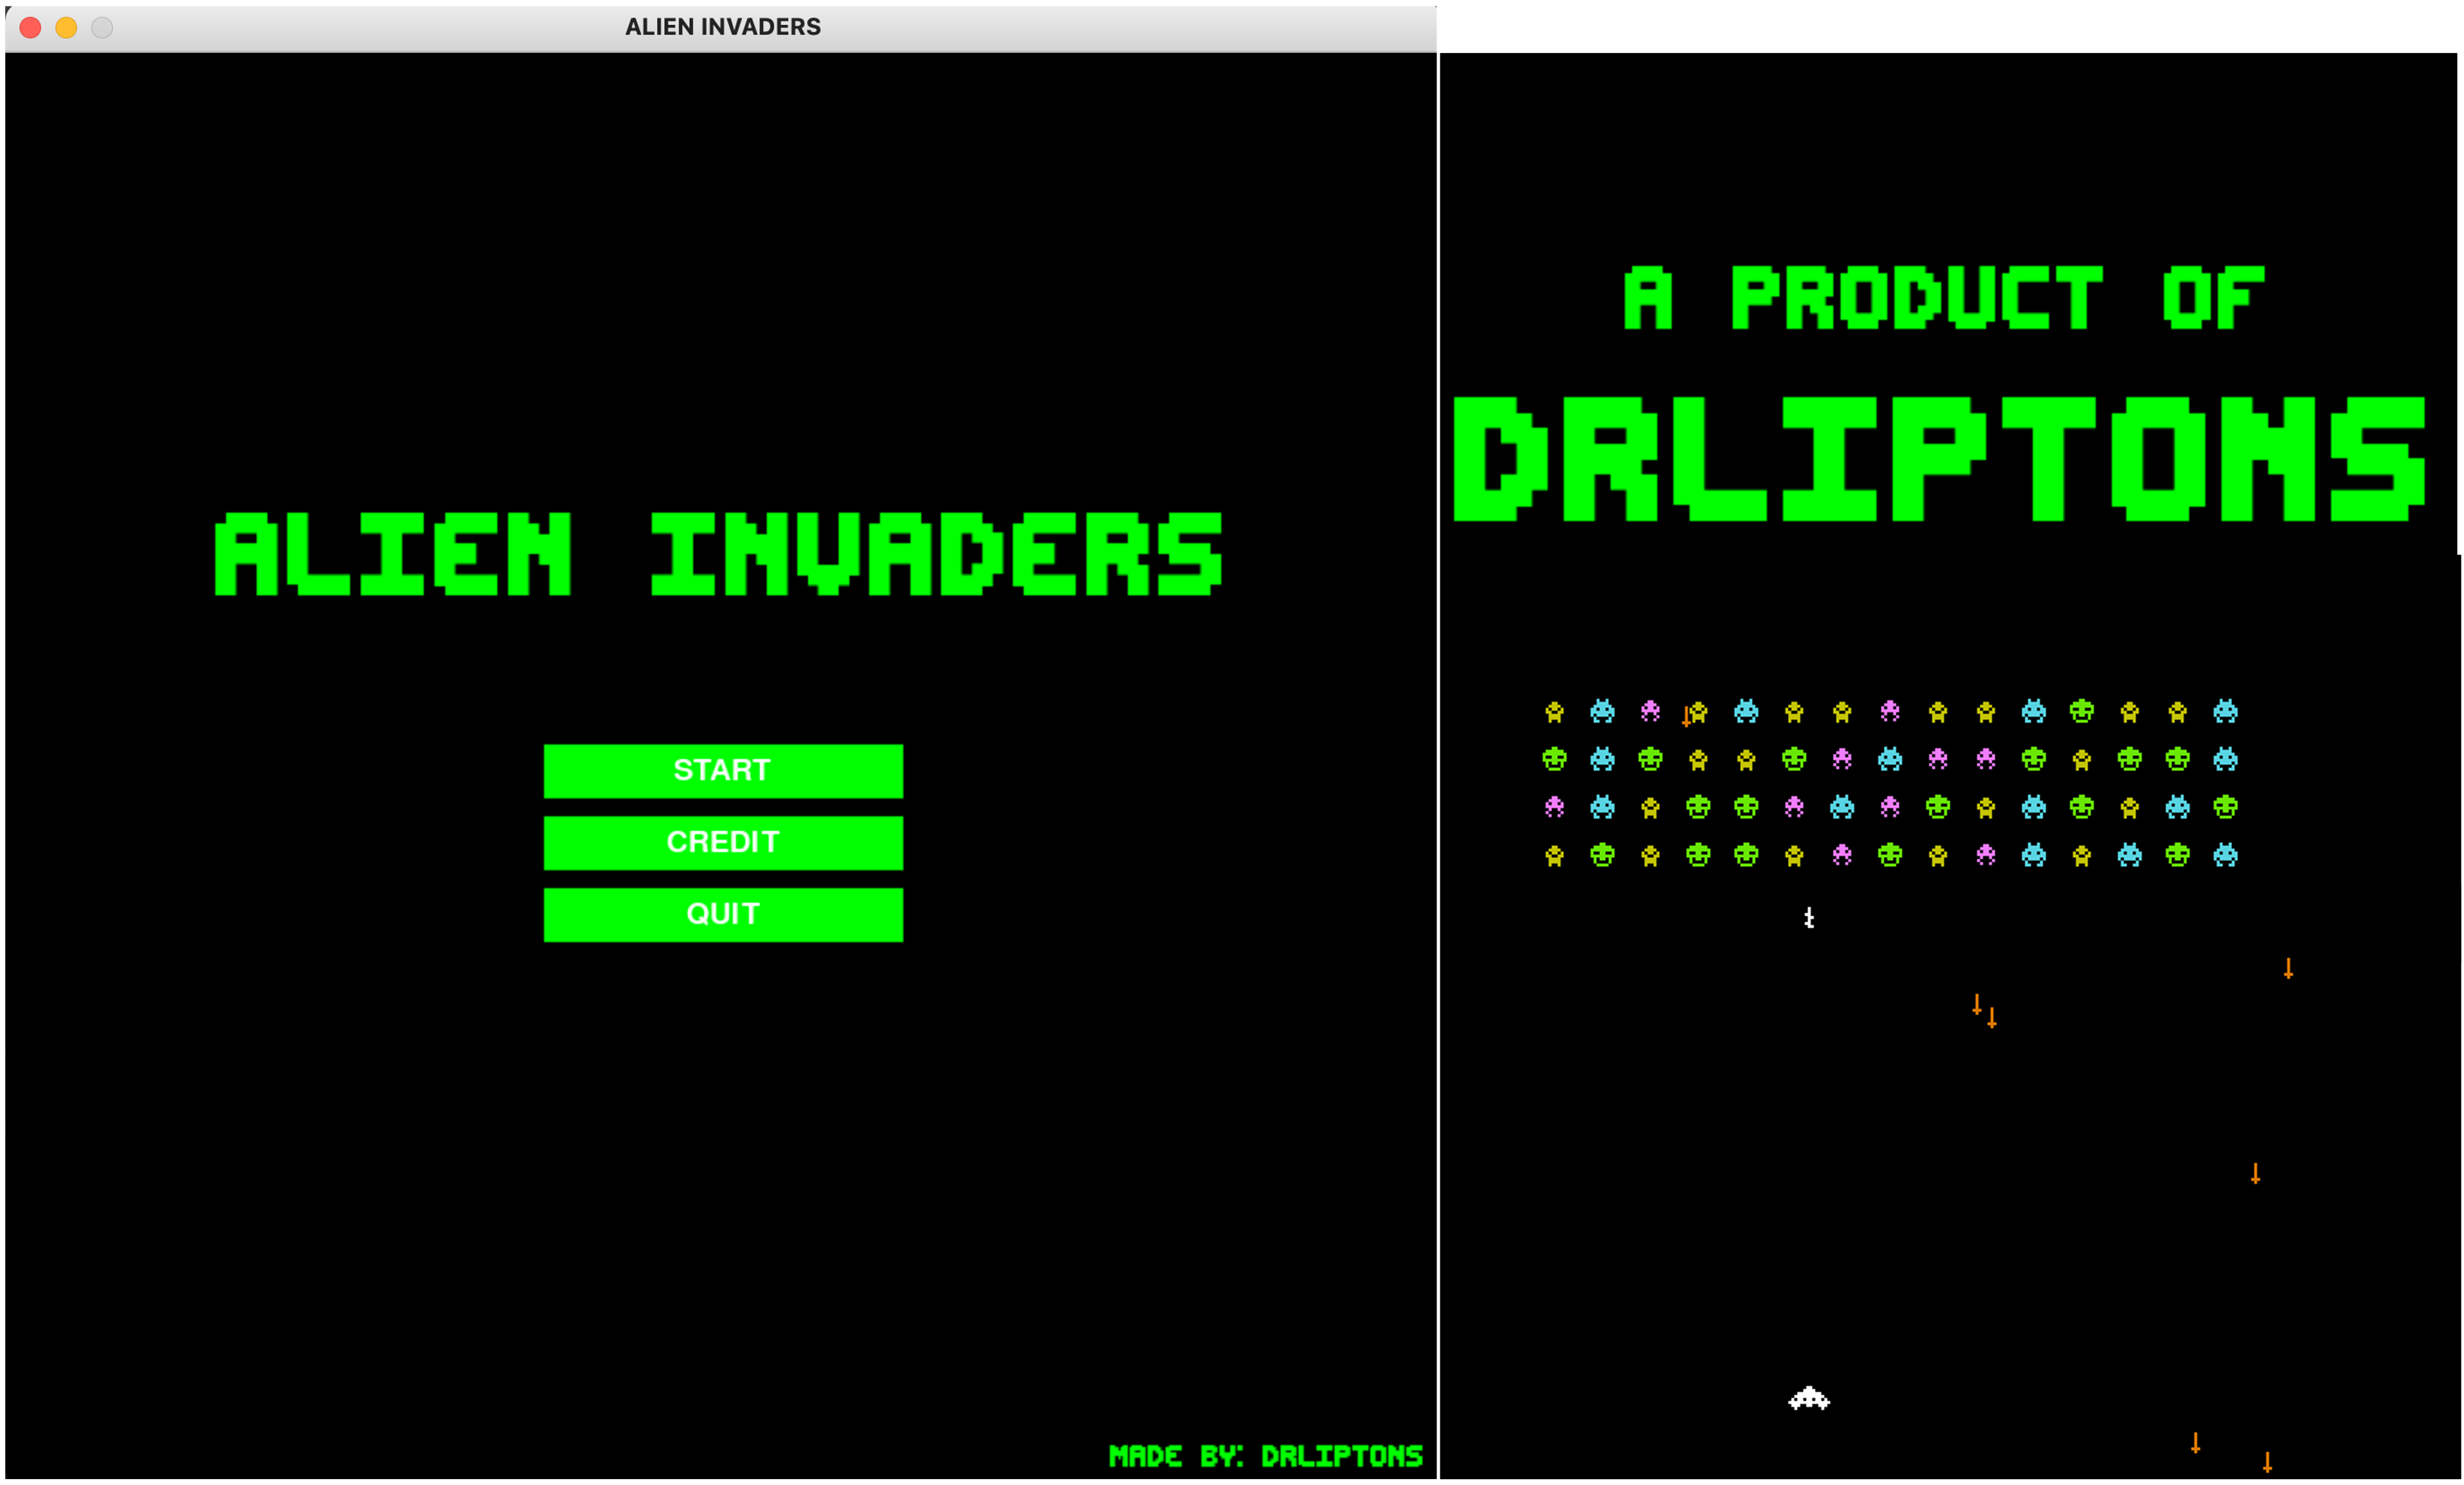 ALIEN INVADERS
ALIEN INVADERS
START
CREDIT
QUIT
MADE BY: DRLIPTONS
A PRODUCT OF
DRLIPTONS